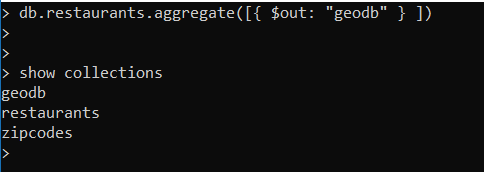 > db.restaurants.aggregate([{ $out: "geodb" } ])
>
>
> show collections
geodb
restaurants
zipcodes
>